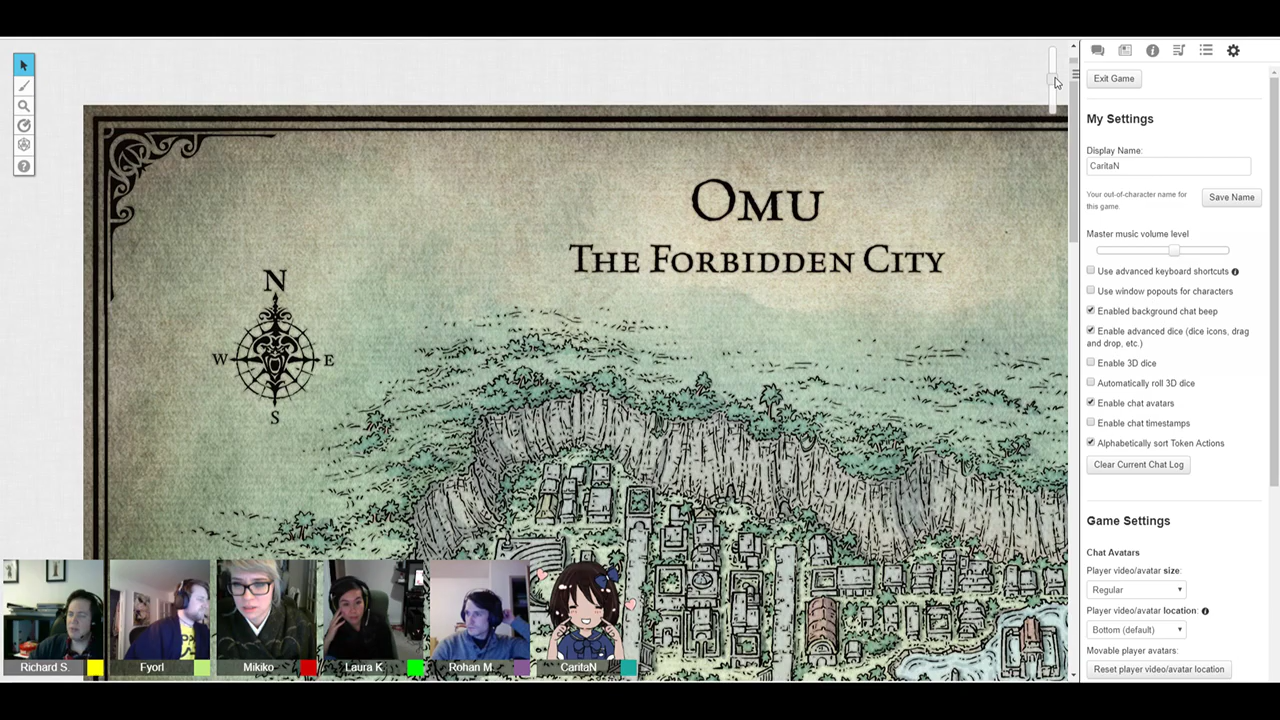 Omu
The Forbidden City
N
W E
S
Richard S.
Fyorl
Mikiko
Laura K.
Rohan M...
CaritaN
Exit Game
My Settings
Display Name:
CaritaN
Your out-of-character name for
this game.
Save Name
Master music volume level
Use advanced keyboard shortcuts
Use window popouts for characters
Enabled background chat beep
Enable advanced dice (dice icons, drag
and drop, etc.)
Enable 3D dice
Automatically roll 3D dice
Enable chat avatars
Enable chat timestamps
Alphabetically sort Token Actions
Clear Current Chat Log
Game Settings
Chat Avatars
Player video/avatar size:
Regular
Player video/avatar location:
Bottom (default)
Movable player avatars:
Reset player video/avatar location